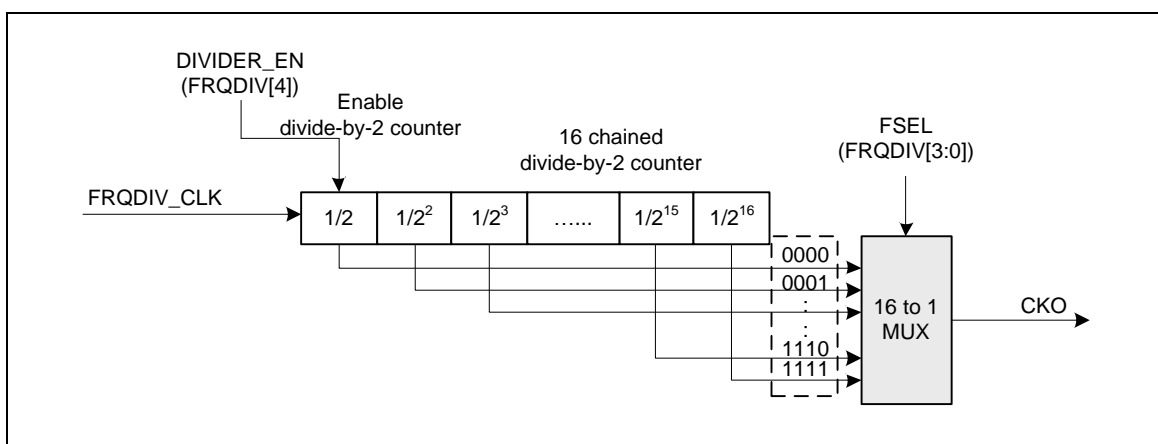 DIVIDER_EN
(FRQDIV[4])
Enable
divide-by-2 counter
16 chained
divide-by-2 counter
FSEL
(FRQDIV[3:0])
FRQDIV_CLK
1/2 1/2² 1/2³ …... 1/2¹⁵ 1/2¹⁶
0000
0001
:
:
1110
1111
16 to 1
MUX
CKO